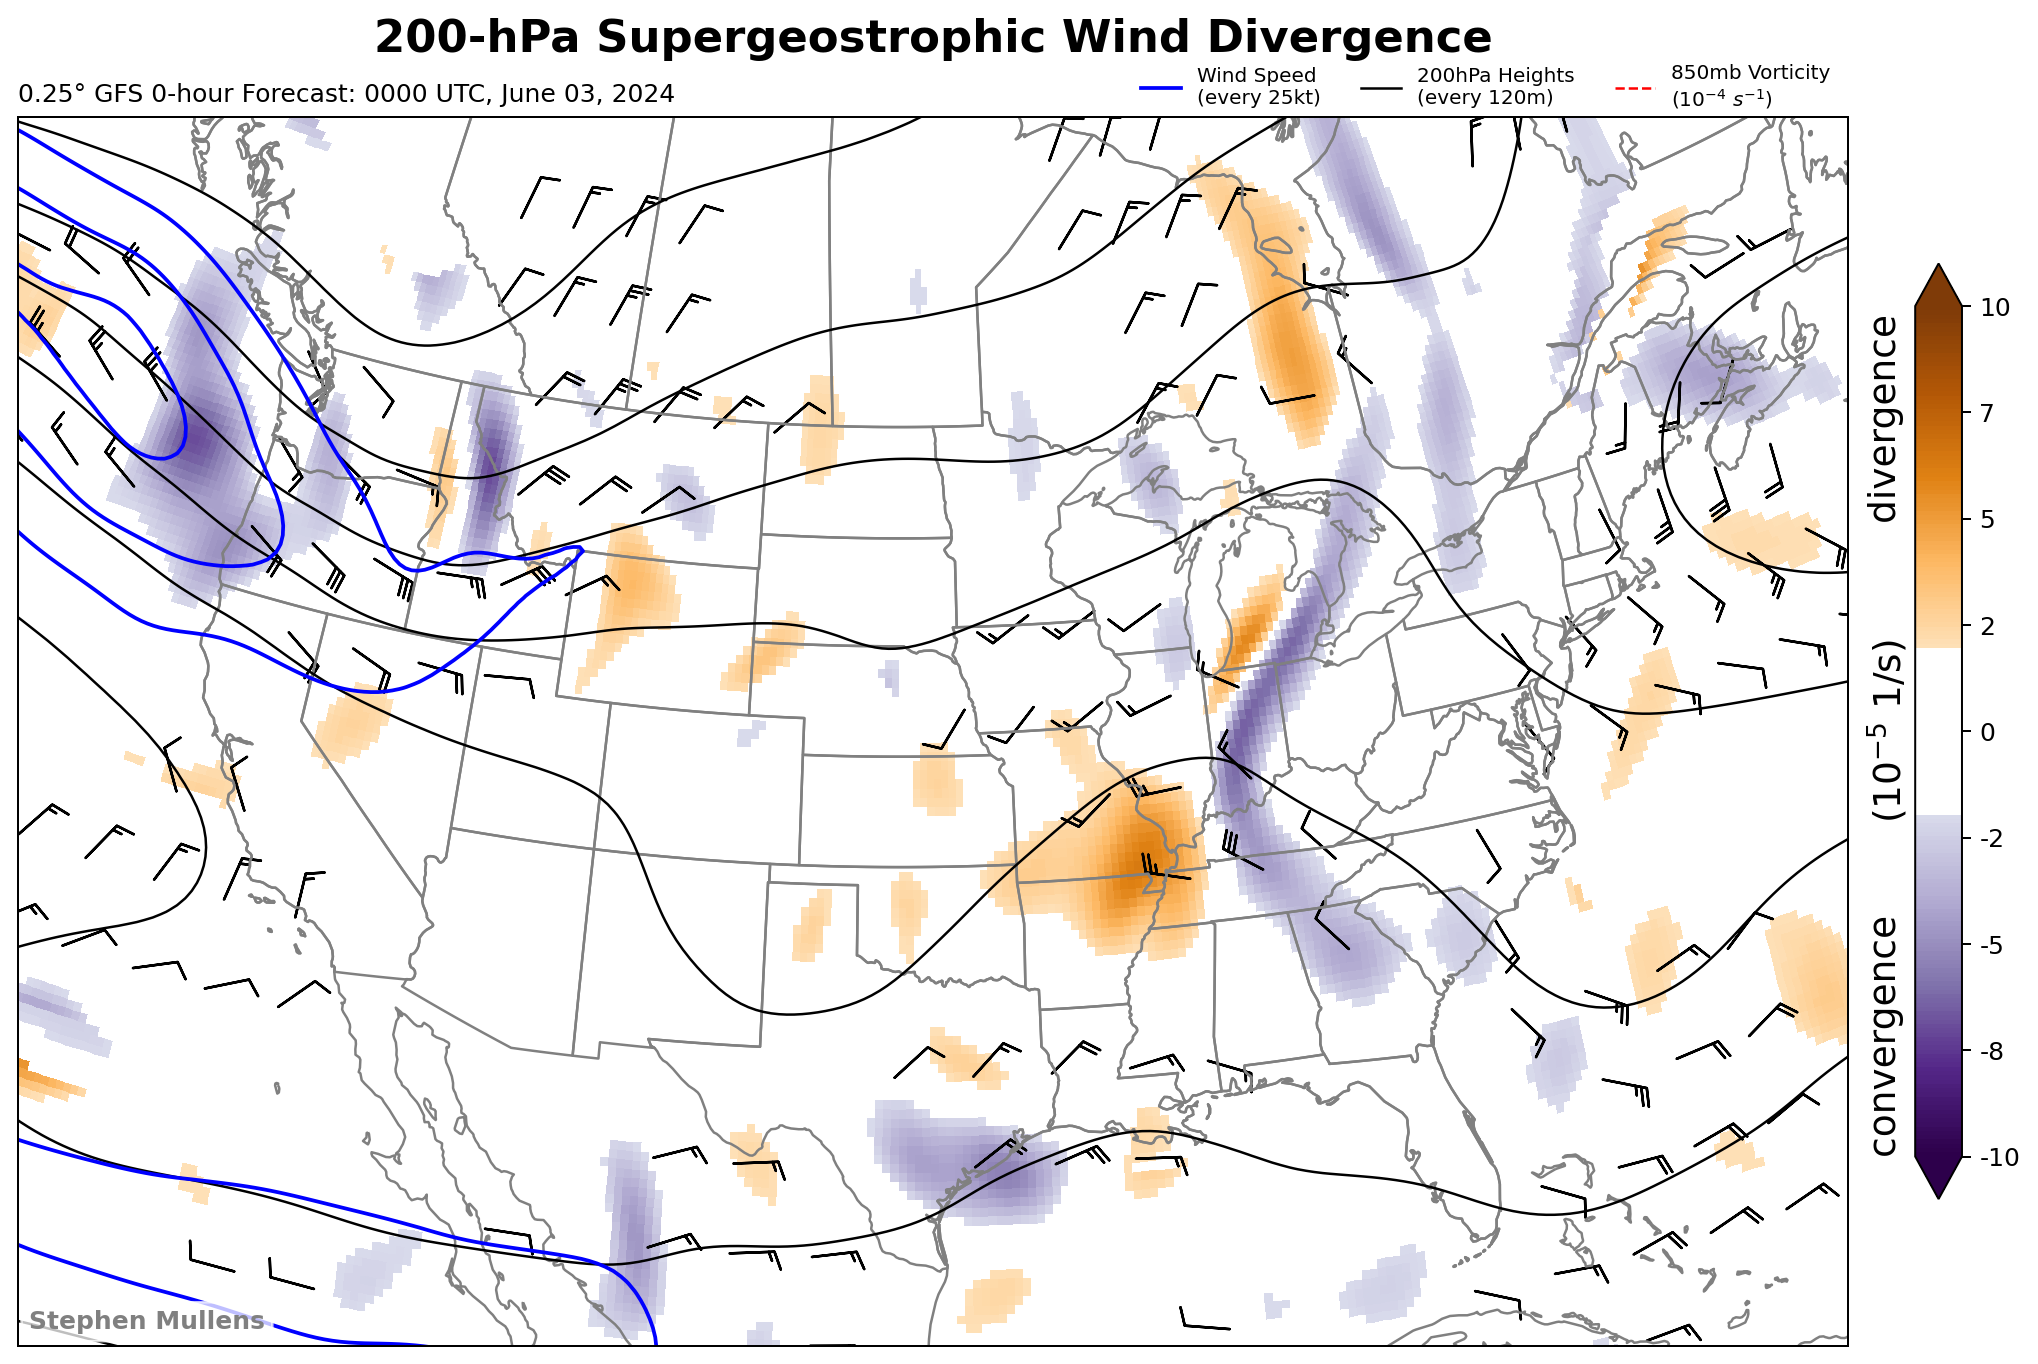 200-hPa Supergeostrophic Wind Divergence
0.25° GFS 0-hour Forecast: 0000 UTC, June 03, 2024
Wind Speed
(every 25kt)
200hPa Heights
(every 120m)
850mb Vorticity
(10⁻⁴ s⁻¹)
10
7
5
2
0
-2
-5
-8
-10
convergence (10⁻⁵ 1/s) divergence
Stephen Mullens